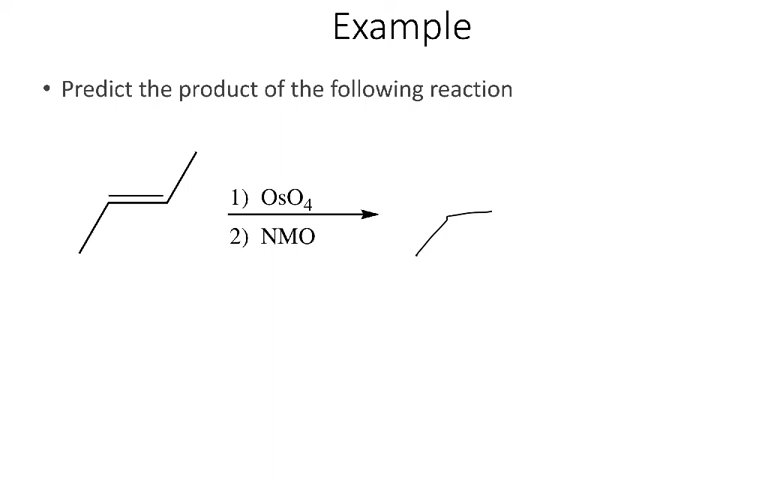 Example
• Predict the product of the following reaction
1) OsO₄
2) NMO